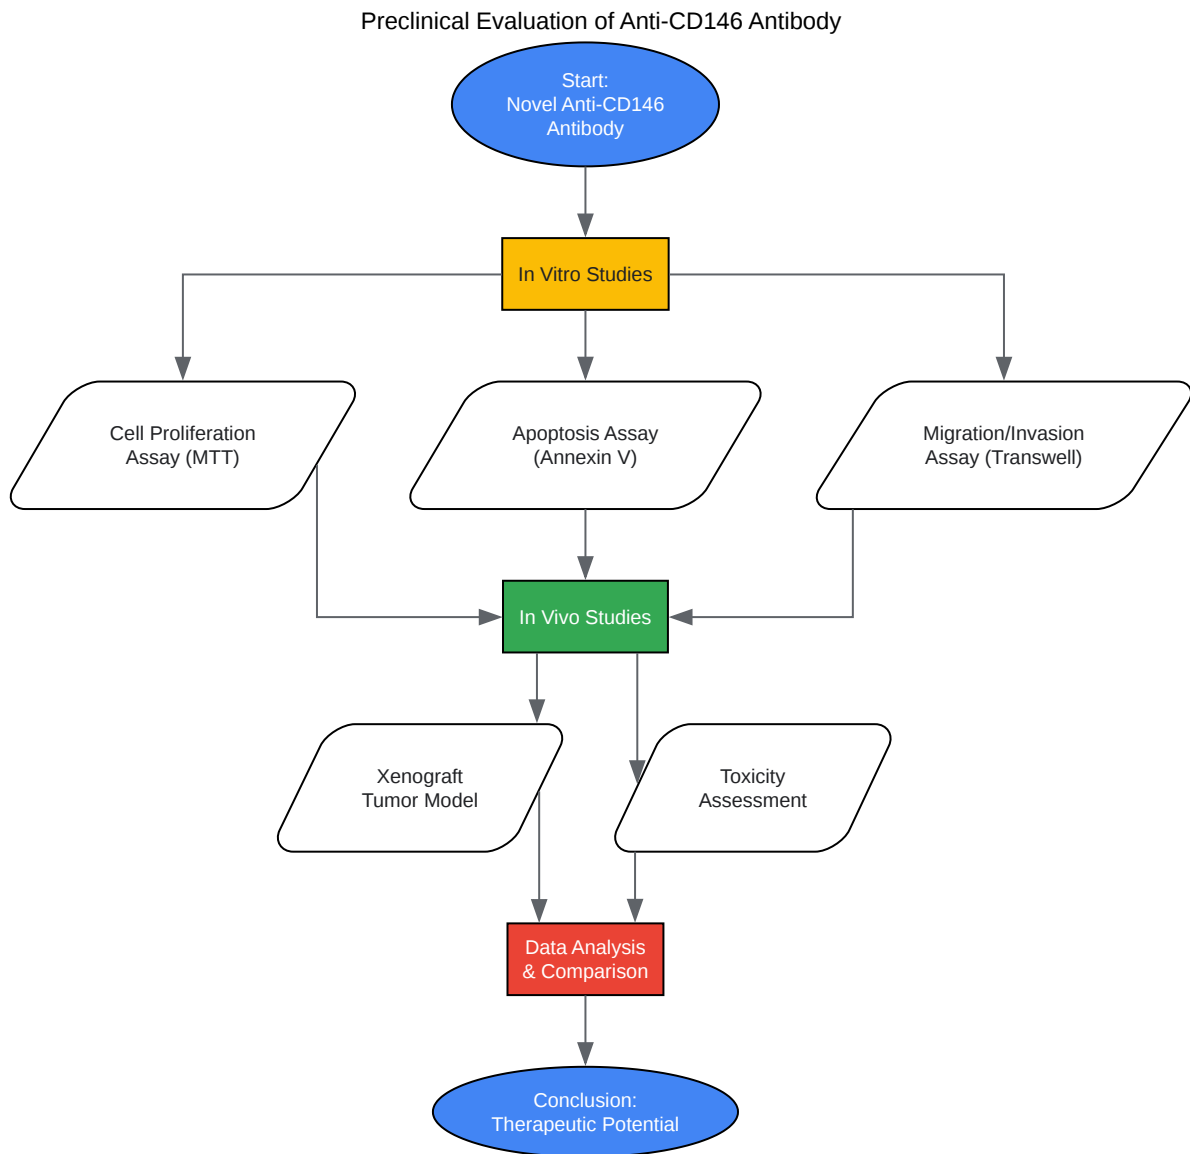 Preclinical Evaluation of Anti-CD146 Antibody
Start:
Novel Anti-CD146
Antibody
In Vitro Studies
Cell Proliferation
Assay (MTT)
Apoptosis Assay
(Annexin V)
Migration/Invasion
Assay (Transwell)
In Vivo Studies
Xenograft
Tumor Model
Toxicity
Assessment
Data Analysis
& Comparison
Conclusion:
Therapeutic Potential